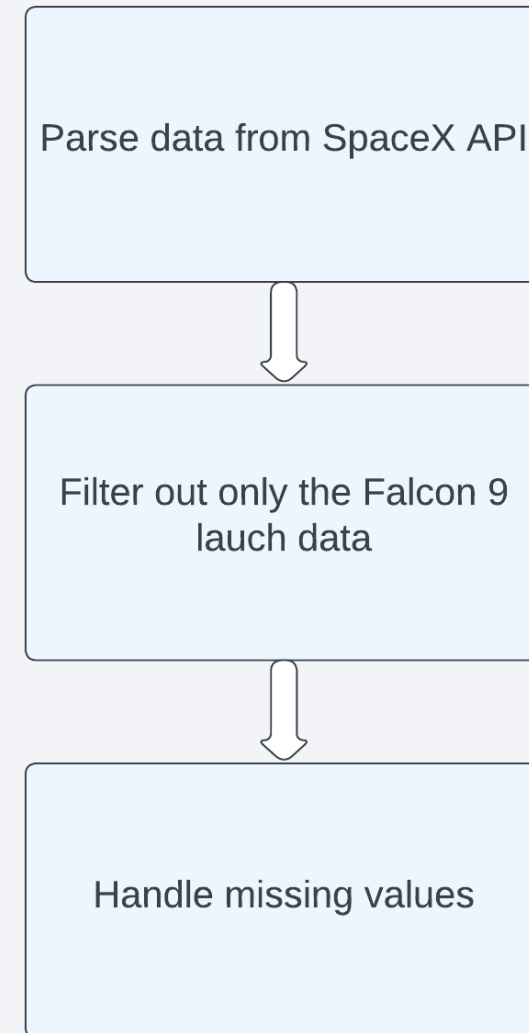 Parse data from SpaceX API
Filter out only the Falcon 9
lauch data
Handle missing values